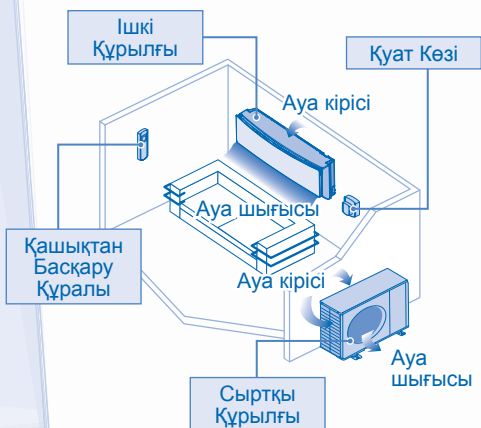 Ішкі
Құрылғы
Қуат Көзі
Ауа кірісі
Ауа шығысы
Қашықтан
Басқару
Құралы
Ауа кірісі
Ауа
шығысы
Сыртқы
Құрылғы